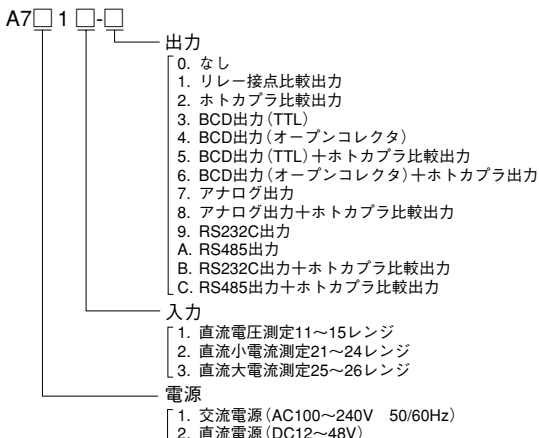 A7□1□-□
出力
0. なし
1. リレー接点比較出力
2. ホトカプラ比較出力
3. BCD出力（TTL）
4. BCD出力（オープンコレクタ）
5. BCD出力（TTL）＋ホトカプラ比較出力
6. BCD出力（オープンコレクタ）＋ホトカプラ出力
7. アナログ出力
8. アナログ出力＋ホトカプラ比較出力
9. RS232C出力
A. RS485出力
B. RS232C出力＋ホトカプラ比較出力
C. RS485出力＋ホトカプラ比較出力
入力
1. 直流電圧測定11～15レンジ
2. 直流小電流測定21～24レンジ
3. 直流大電流測定25～26レンジ
電源
1. 交流電源（AC100～240V　50/60Hz）
2. 直流電源（DC12～48V）